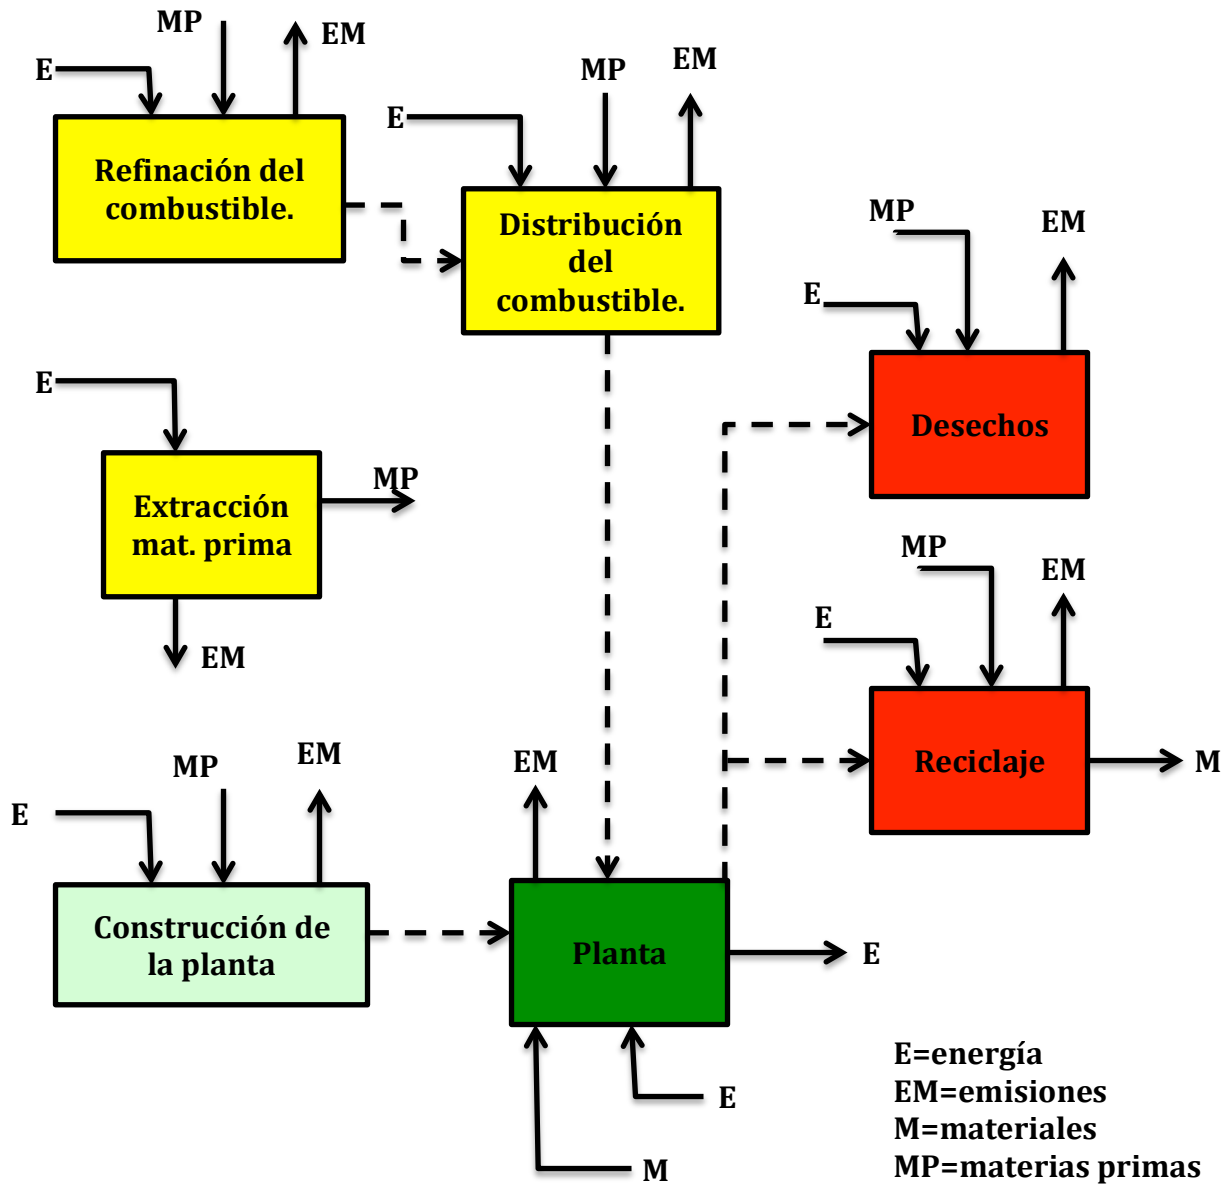 MP
EM
E
Refinación del
combustible.
MP
EM
E
Distribución
del
combustible.
MP
EM
E
Desechos
E
Extracción
mat. prima
MP
EM
MP
EM
E
Reciclaje
M
MP
EM
E
Construcción de
la planta
EM
Planta
E
E
M
E=energía
EM=emisiones
M=materiales
MP=materias primas